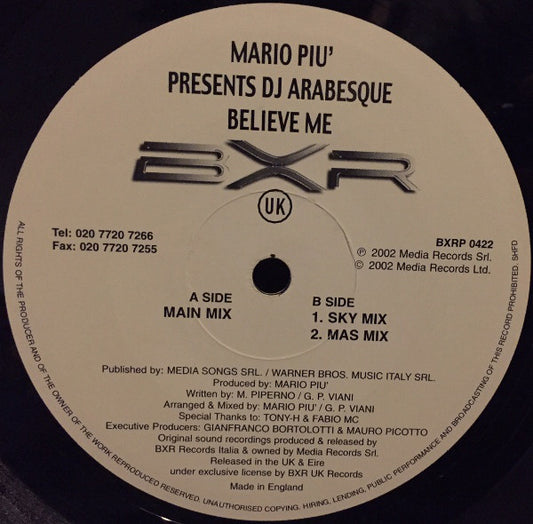 MARIO PIU'
PRESENTS DJ ARABESQUE
BELIEVE ME
BXR
UK
Tel: 020 7720 7266
Fax: 020 7720 7255
BXRP 0422
℗ 2002 Media Records Srl.
© 2002 Media Records Ltd.
A SIDE
MAIN MIX
B SIDE
1. SKY MIX
2. MAS MIX
Published by: MEDIA SONGS SRL. / WARNER BROS. MUSIC ITALY SRL.
Produced by: MARIO PIU'
Written by: M. PIPERNO / G. P. VIANI
Arranged & Mixed by: MARIO PIU' / G. P. VIANI
Special Thanks to: TONY-H & FABIO MC
Executive Producers: GIANFRANCO BORTOLOTTI & MAURO PICOTTO
Original sound recordings produced & released by
BXR Records Italia & owned by Media Records Srl.
Released in the UK & Eire
under exclusive license by BXR UK Records
Made in England
ALL RIGHTS OF THE PRODUCER AND OF THE OWNER OF THE WORK REPRODUCED RESERVED. UNAUTHORISED COPYING, HIRING, LENDING, PUBLIC PERFORMANCE AND BROADCASTING OF THIS RECORD PROHIBITED. SHFD